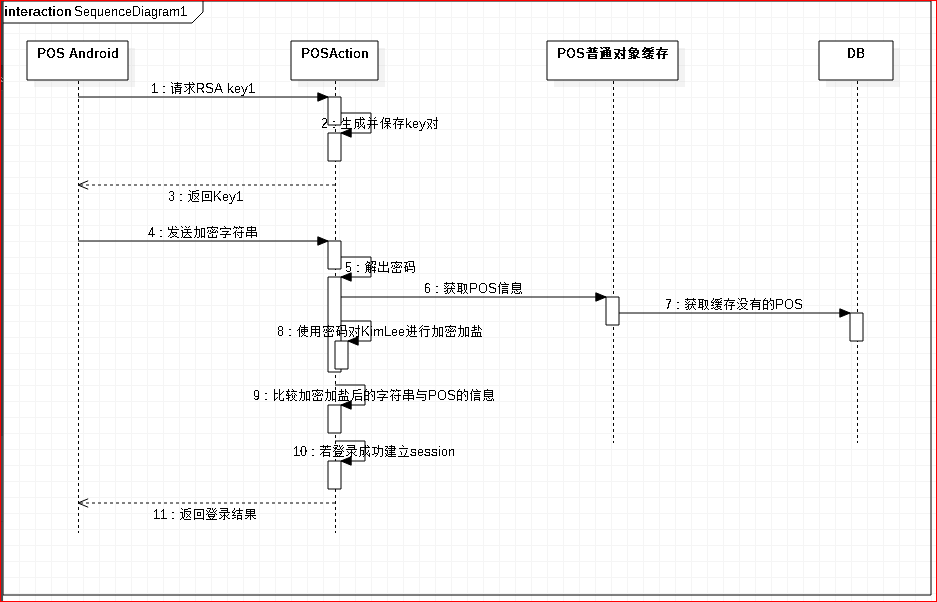 interaction SequenceDiagram1
POS Android
POSAction
POS普通对象缓存
DB
1 : 请求RSA key1
2 : 生成并保存key对
3 : 返回Key1
4 : 发送加密字符串
5 : 解出密码
6 : 获取POS信息
7 : 获取缓存没有的POS
8 : 使用密码对KimLee进行加密加盐
9 : 比较加密加盐后的字符串与POS的信息
10 : 若登录成功建立session
11 : 返回登录结果